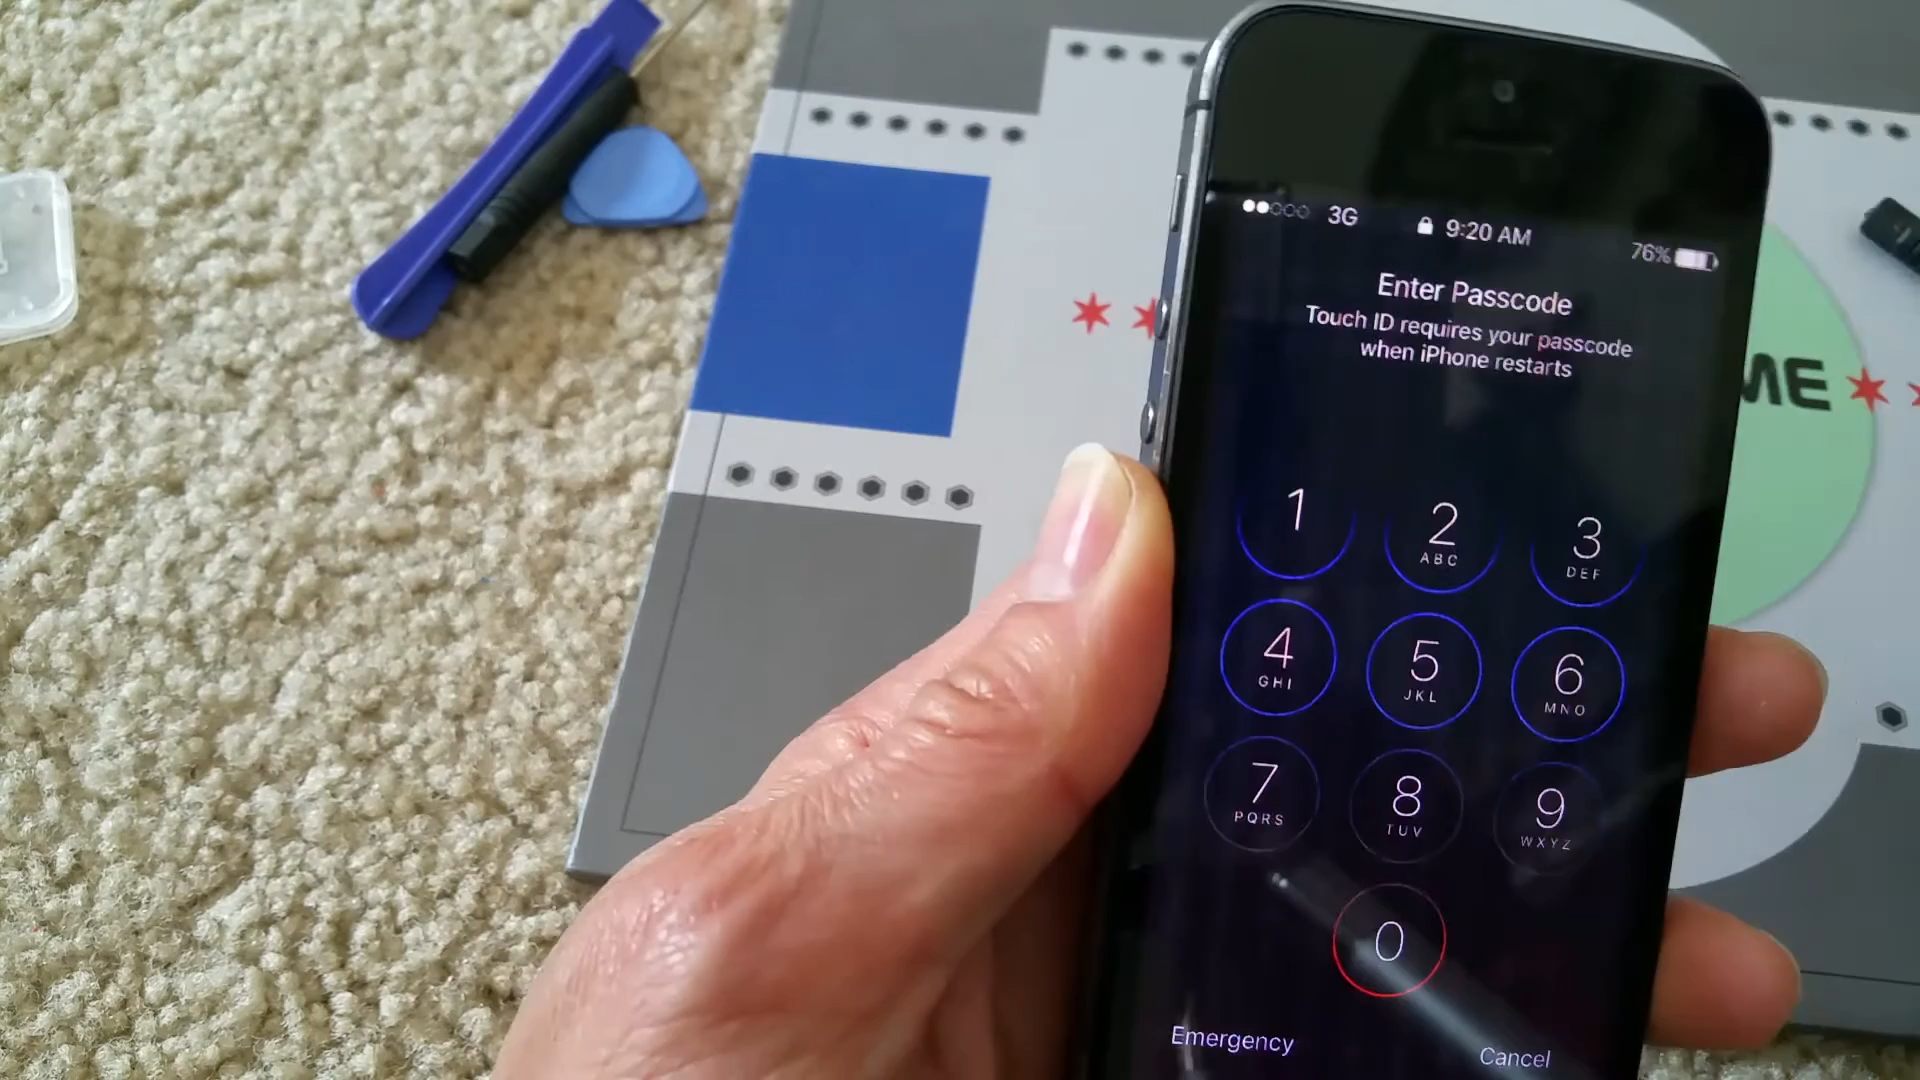 3G 9:20 AM 76%
Enter Passcode
Touch ID requires your passcode
when iPhone restarts
1 2 3
ABC DEF
4 5 6
GHI JKL MNO
7 8 9
PQRS TUV WXYZ
0
Emergency Cancel
ME